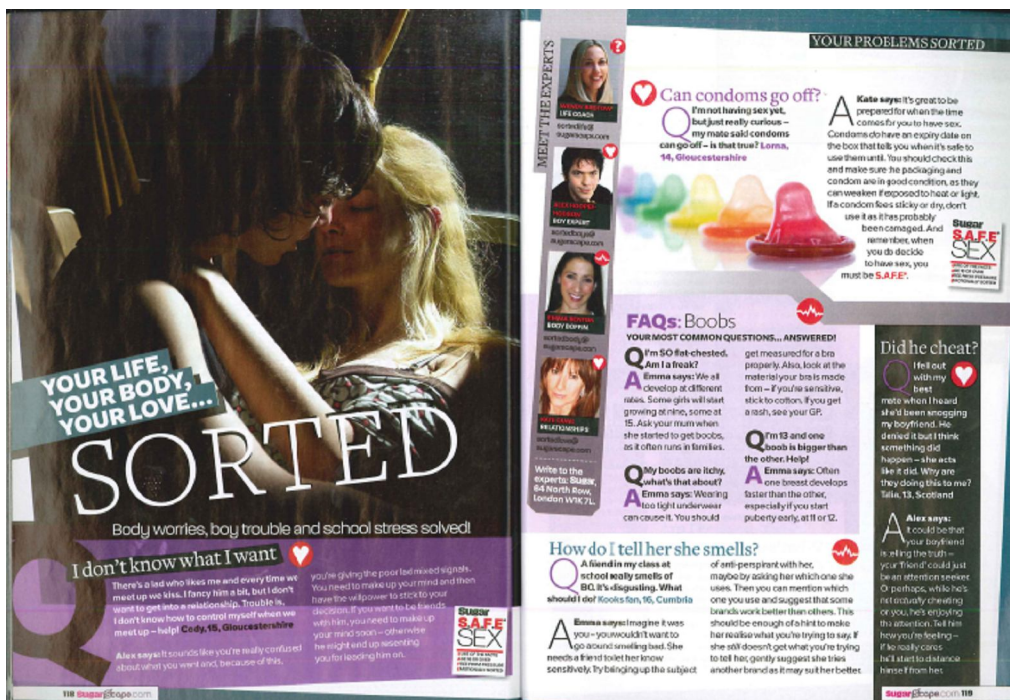 YOUR LIFE,
YOUR BODY,
YOUR LOVE...
SORTED
Body worries, boy trouble and school stress solved!
I don't know what I want
There's a lad who likes me and every time we
meet up we kiss. I fancy him a bit, but I don't
want to get into a relationship. Trouble is,
I don't know how to control myself when we
meet up – help! Cody, 15, Gloucestershire
Alex says: It sounds like you're really confused
about what you want and, because of this,
you're giving the poor lad mixed signals.
You need to make up your mind and then
have the willpower to stick to your
decision. If you want to be friends
with him, you need to make up
your mind soon – otherwise
he might end up resenting
you for leading him on.
Sugar
S.A.F.E*
SEX
118 Sugarscape.com
MEET THE EXPERTS
LIFE COACH
sortedlife@
sugarscape.com
BOY EXPERT
sortedboys@
sugarscape.com
BODY BOFFIN
sortedbody@
sugarscape.com
RELATIONSHIPS
sortedlove@
sugarscape.com
Write to the
experts: Sugar,
64 North Row,
London W1K 7LL
YOUR PROBLEMS SORTED
Can condoms go off?
Q I'm not having sex yet,
but just really curious –
my mate said condoms
can go off – is that true? Lorna,
14, Gloucestershire
A Kate says: It's great to be
prepared for when the time
comes for you to have sex.
Condoms do have an expiry date on
the box that tells you when it's safe to
use them until. You should check this
and make sure he packaging and
condom are in good condition, as they
can weaken if exposed to heat or light.
If a condom feels sticky or dry, don't
use it as it has probably
been damaged. And
remember, when
you do decide
to have sex, you
must be S.A.F.E*.
Sugar
S.A.F.E*
SEX
FAQs: Boobs
YOUR MOST COMMON QUESTIONS... ANSWERED!
Q I'm SO flat-chested.
Am I a freak?
A Emma says: We all
develop at different
rates. Some girls will start
growing at nine, some at
15. Ask your mum when
she started to get boobs,
as it often runs in families.
Q My boobs are itchy,
what's that about?
A Emma says: Wearing
too tight underwear
can cause it. You should
get measured for a bra
properly. Also, look at the
material your bra is made
from – if you're sensitive,
stick to cotton. If you get
a rash, see your GP.
Q I'm 13 and one
boob is bigger than
the other. Help!
A Emma says: Often
one breast develops
faster than the other,
especially if you start
puberty early, at 11 or 12.
Did he cheat?
Q I fell out
with my
best
mate when I heard
she'd been snogging
my boyfriend. He
denied it but I think
something did
happen – she acts
like it did. Why are
they doing this to me?
Talia, 13, Scotland
A Alex says:
It could be that
your boyfriend
is telling the truth –
your 'friend' could just
be an attention seeker.
Or perhaps, while he's
not actually cheating
on you, he's enjoying
the attention. Tell him
how you're feeling –
if he really cares
he'll start to distance
himself from her.
How do I tell her she smells?
Q A friend in my class at
school really smells of
BO. It's disgusting. What
should I do? Kooks fan, 16, Cumbria
A Emma says: Imagine it was
you – you wouldn't want to
go around smelling bad. She
needs a friend to let her know
sensitively. Try bringing up the subject
of anti-perspirant with her,
maybe by asking her which one she
uses. Then you can mention which
one you use and suggest that some
brands work better than others. This
should be enough of a hint to make
her realise what you're trying to say. If
she still doesn't get what you're trying
to tell her, gently suggest she tries
another brand as it may suit her better.
Sugarscape.com 119